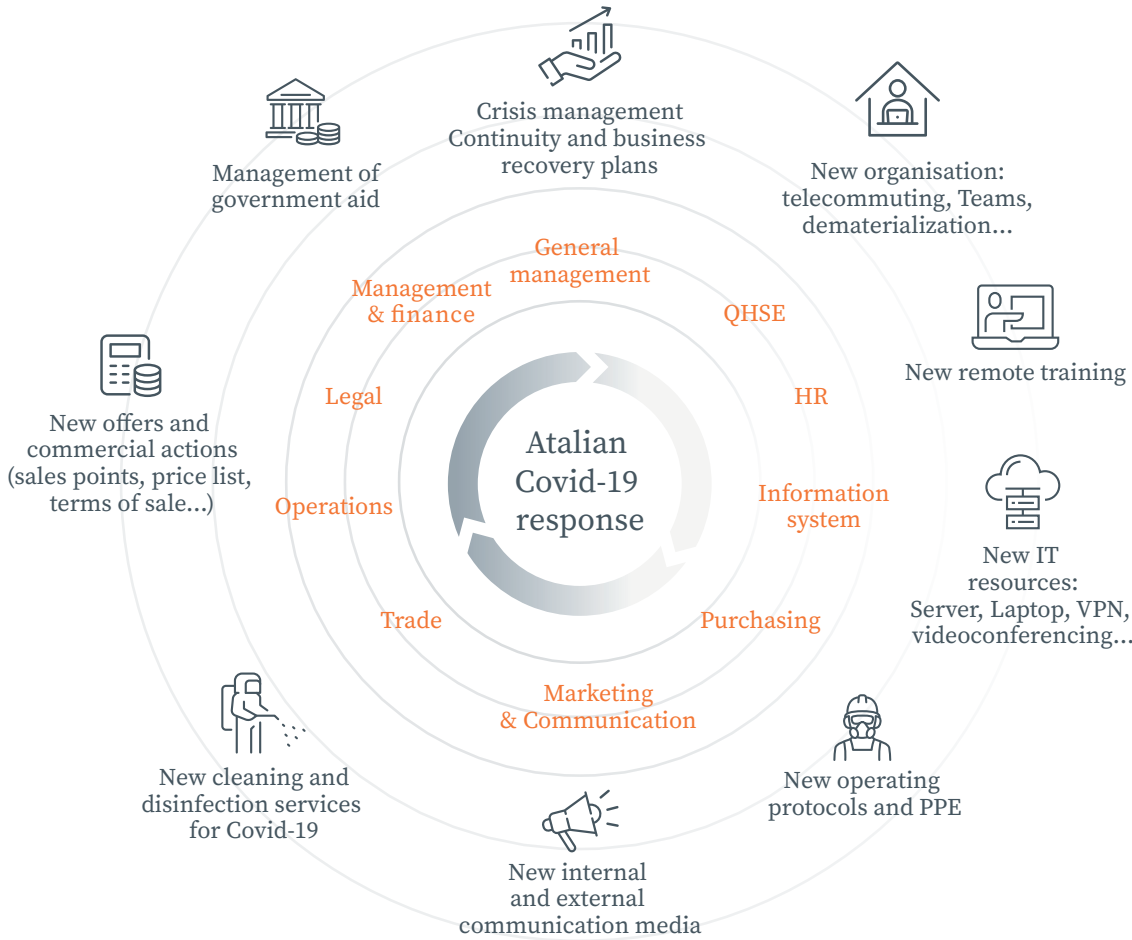 Crisis management
Continuity and business
recovery plans
Management of
government aid
New organisation:
telecommuting, Teams,
dematerialization...
General
management
Management
& finance
QHSE
New remote training
Legal
HR
New offers and
commercial actions
(sales points, price list,
terms of sale...)
Atalian
Covid-19
response
Operations
Information
system
New IT
resources:
Server, Laptop, VPN,
videoconferencing...
Trade
Purchasing
Marketing
& Communication
New cleaning and
disinfection services
for Covid-19
New operating
protocols and PPE
New internal
and external
communication media